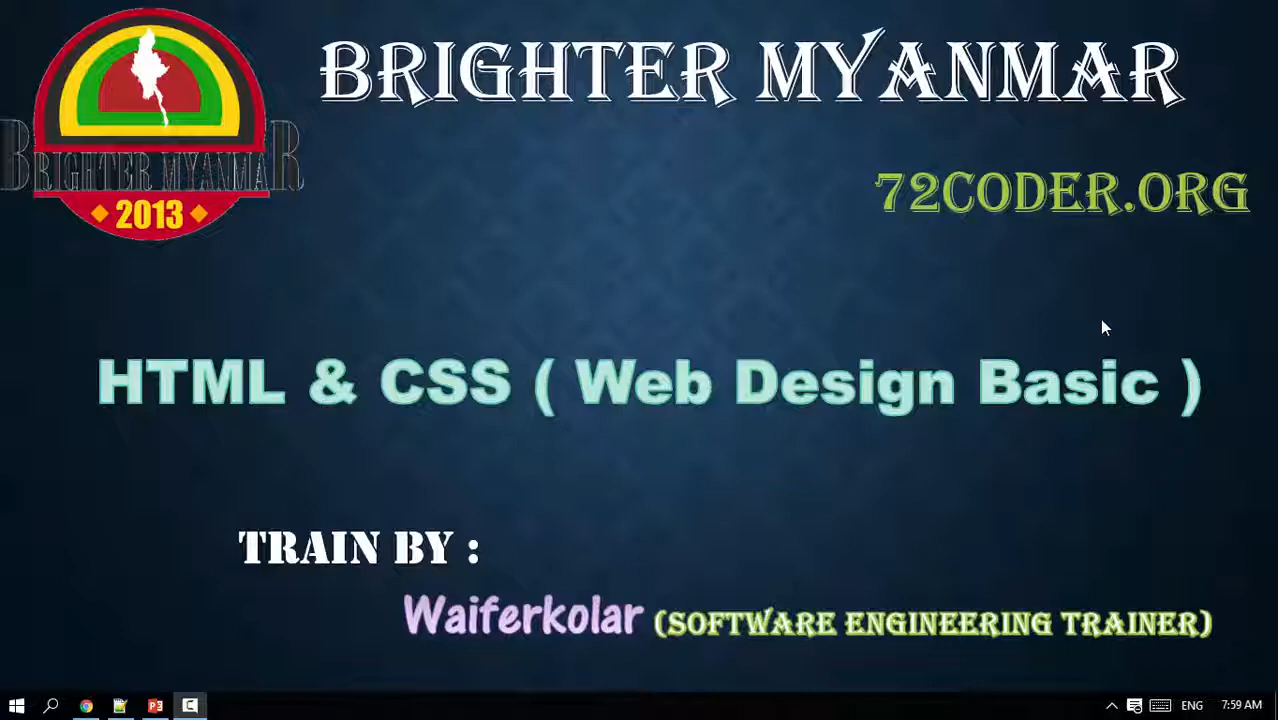 BRIGHTER MYANMAR
BRIGHTER MYANMAR
2013
72CODER.ORG
HTML & CSS ( Web Design Basic )
TRAIN BY :
Waiferkolar (SOFTWARE ENGINEERING TRAINER)
ENG
7:59 AM